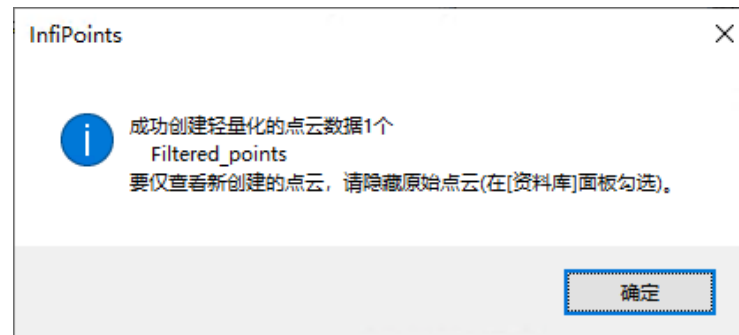 InfiPoints
成功创建轻量化的点云数据1个
Filtered_points
要仅查看新创建的点云，请隐藏原始点云(在[资料库]面板勾选)。
确定